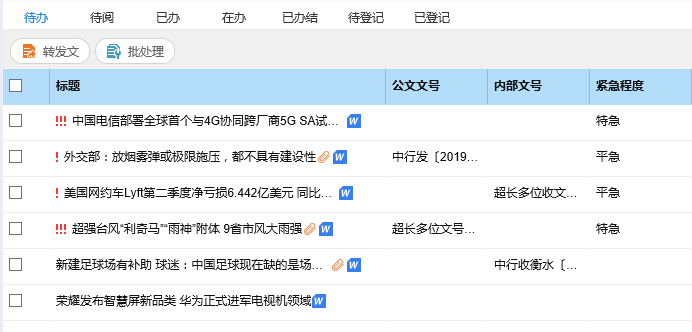 待办 待阅 已办 在办 已办结 待登记 已登记
转发文 批处理
标题 公文文号 内部文号 紧急程度
!!! 中国电信部署全球首个与4G协同跨厂商5G SA试... W 特急
! 外交部：放烟雾弹或极限施压，都不具有建设性 W 中行发〔2019... 平急
! 美国网约车Lyft第二季度净亏损6.442亿美元 同比... W 超长多位收文... 平急
!!! 超强台风“利奇马”“雨神”附体 9省市风大雨强 W 超长多位文号... 特急
新建足球场有补助 球迷：中国足球现在缺的是场... W 中行收衡水〔...
荣耀发布智慧屏新品类 华为正式进军电视机领域 W